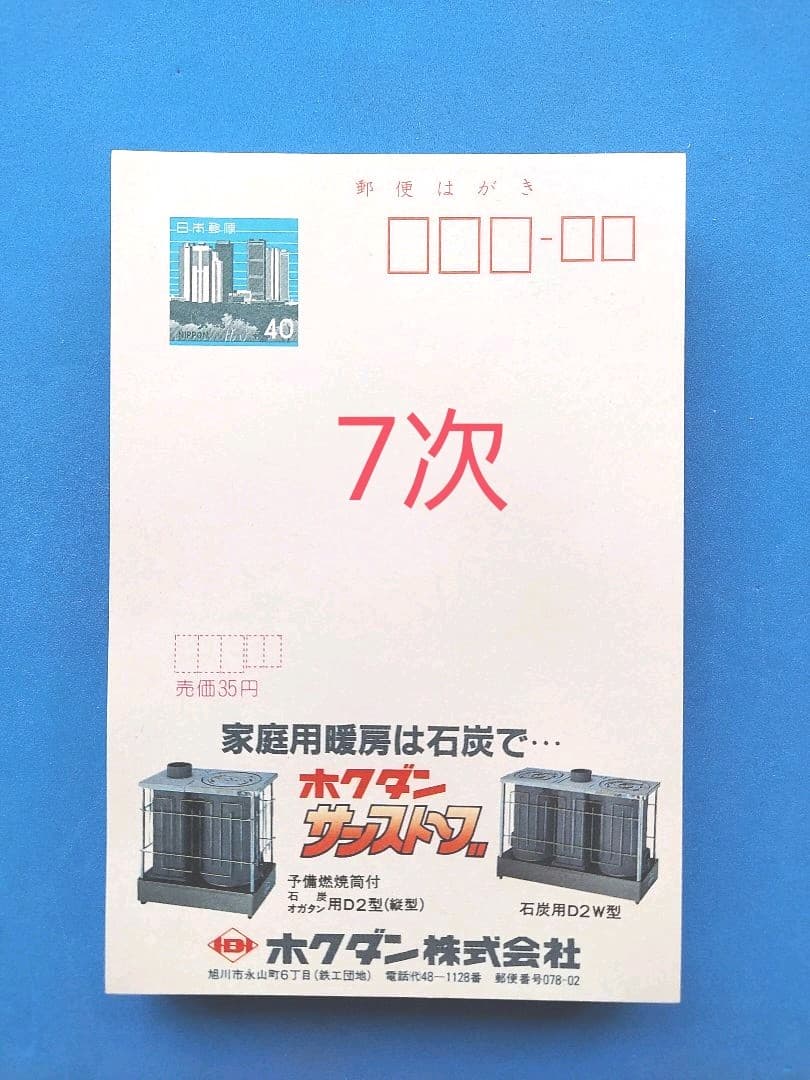 郵便はがき
日本郵便
NIPPON
40
7次
売価35円
家庭用暖房は石炭で…
ホクダン
サンストーブ
予備燃焼筒付
石炭
オガタン用D2型(縦型)
石炭用D2W型
ホクダン株式会社
旭川市永山町6丁目(鉄工団地) 電話代48-1128番 郵便番号078-02